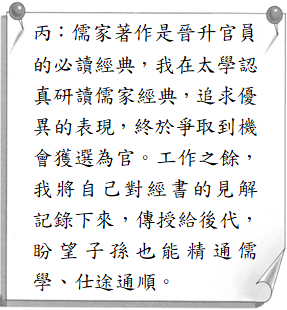 丙：儒家著作是晉升官員
的必讀經典，我在太學認
真研讀儒家經典，追求優
異的表現，終於爭取到機
會獲選為官。工作之餘，
我將自己對經書的見解
記錄下來，傳授給後代，
盼望子孫也能精通儒
學、仕途通順。